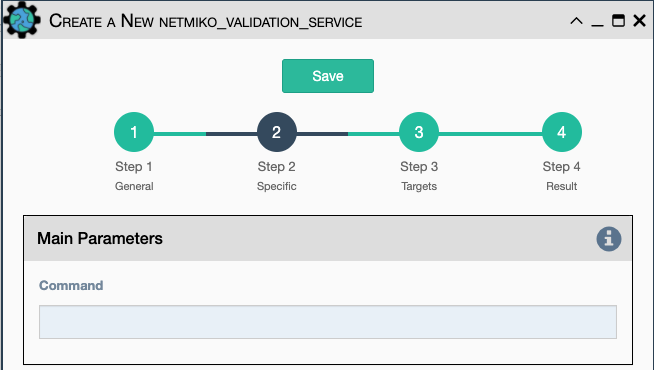 Create a New netmiko_validation_service
Save
1 2 3 4
Step 1 Step 2 Step 3 Step 4
General Specific Targets Result
Main Parameters
Command